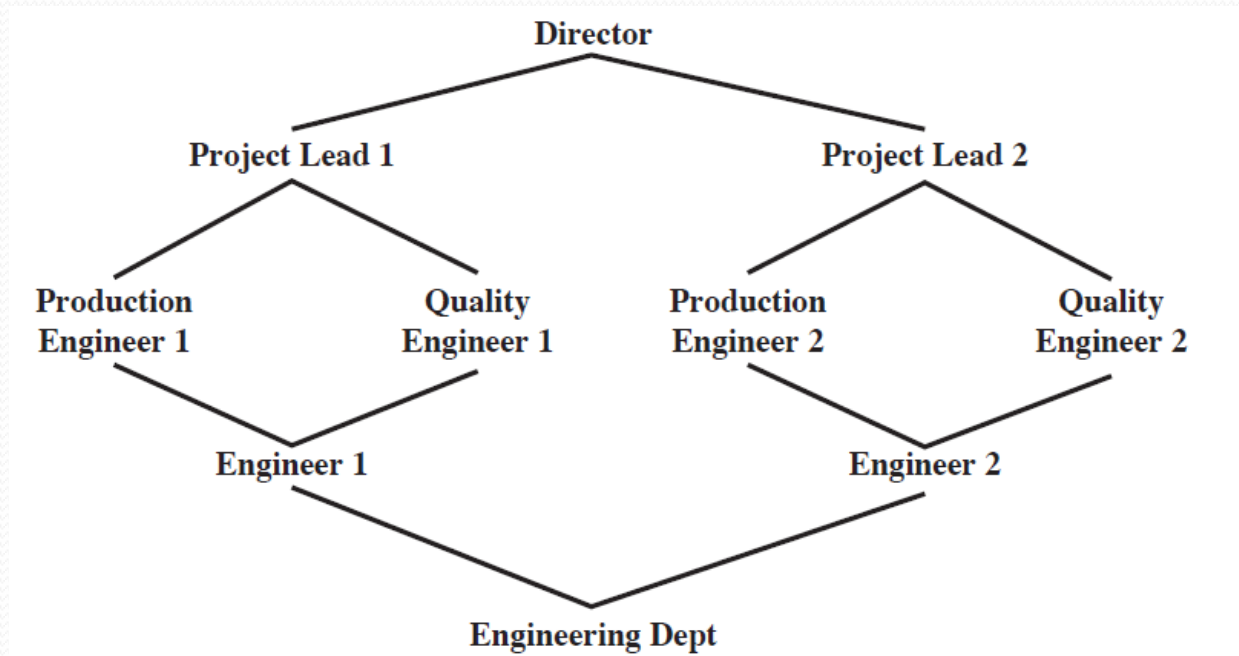 Director
Project Lead 1
Project Lead 2
Production
Engineer 1
Quality
Engineer 1
Production
Engineer 2
Quality
Engineer 2
Engineer 1
Engineer 2
Engineering Dept